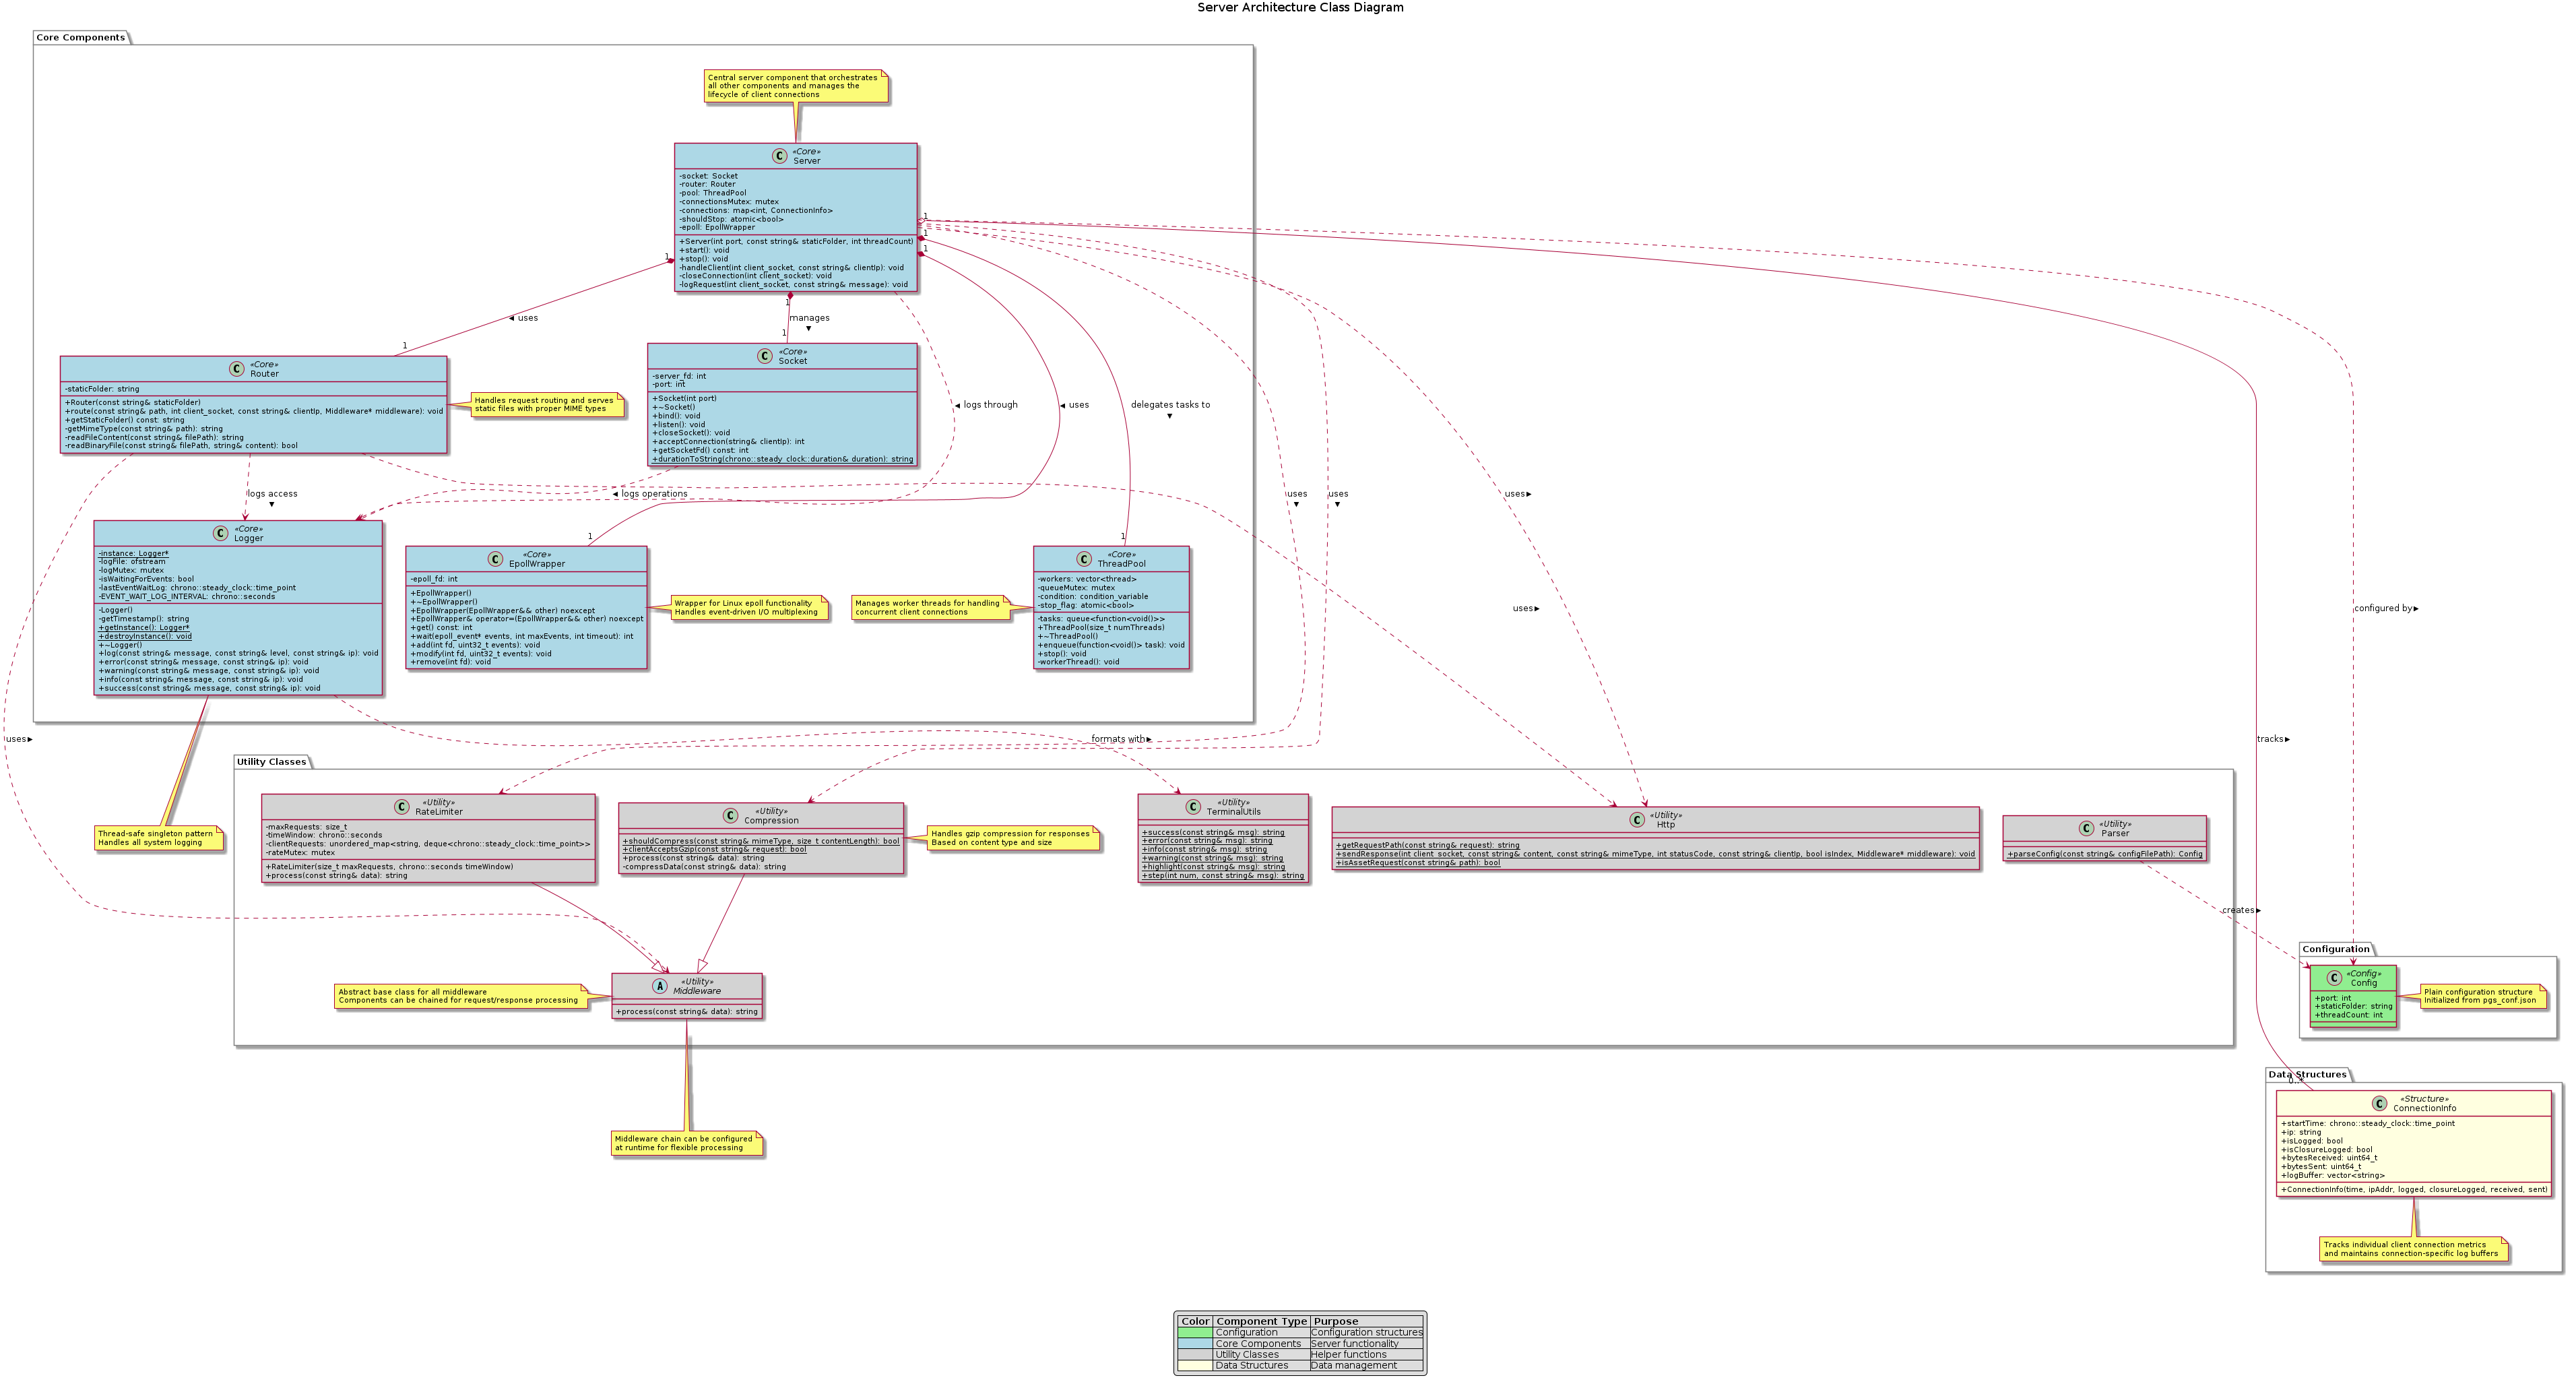 Server Architecture Class Diagram
Core Components
Central server component that orchestrates
all other components and manages the
lifecycle of client connections
C
«Core»
Server
-socket: Socket
-router: Router
-pool: ThreadPool
-connectionsMutex: mutex
-connections: map<int, ConnectionInfo>
-shouldStop: atomic<bool>
-epoll: EpollWrapper
+Server(int port, const string& staticFolder, int threadCount)
+start(): void
+stop(): void
-handleClient(int client_socket, const string& clientIp): void
-closeConnection(int client_socket): void
-logRequest(int client_socket, const string& message): void
1
1
1
1
1
◀ uses
manages
▼
1
1
C
«Core»
Router
-staticFolder: string
+Router(const string& staticFolder)
+route(const string& path, int client_socket, const string& clientIp, Middleware* middleware): void
+getStaticFolder() const: string
-getMimeType(const string& path): string
-readFileContent(const string& filePath): string
-readBinaryFile(const string& filePath, string& content): bool
Handles request routing and serves
static files with proper MIME types
C
«Core»
Socket
-server_fd: int
-port: int
+Socket(int port)
+~Socket()
+bind(): void
+listen(): void
+closeSocket(): void
+acceptConnection(string& clientIp): int
+getSocketFd() const: int
+durationToString(chrono::steady_clock::duration& duration): string
◀ logs through
◀ uses
delegates tasks to
▼
logs access
▼
◀ logs operations
uses
▼
uses
▼
uses▶
uses▶
configured by▶
1
1
C
«Core»
Logger
-instance: Logger*
-logFile: ofstream
-logMutex: mutex
-isWaitingForEvents: bool
-lastEventWaitLog: chrono::steady_clock::time_point
-EVENT_WAIT_LOG_INTERVAL: chrono::seconds
-Logger()
-getTimestamp(): string
+getInstance(): Logger*
+destroyInstance(): void
+~Logger()
+log(const string& message, const string& level, const string& ip): void
+error(const string& message, const string& ip): void
+warning(const string& message, const string& ip): void
+info(const string& message, const string& ip): void
+success(const string& message, const string& ip): void
C
«Core»
EpollWrapper
-epoll_fd: int
+EpollWrapper()
+~EpollWrapper()
+EpollWrapper(EpollWrapper&& other) noexcept
+EpollWrapper& operator=(EpollWrapper&& other) noexcept
+get() const: int
+wait(epoll_event* events, int maxEvents, int timeout): int
+add(int fd, uint32_t events): void
+modify(int fd, uint32_t events): void
+remove(int fd): void
Wrapper for Linux epoll functionality
Handles event-driven I/O multiplexing
Manages worker threads for handling
concurrent client connections
C
«Core»
ThreadPool
-workers: vector<thread>
-queueMutex: mutex
-condition: condition_variable
-stop_flag: atomic<bool>
-tasks: queue<function<void()>>
+ThreadPool(size_t numThreads)
+~ThreadPool()
+enqueue(function<void()> task): void
+stop(): void
-workerThread(): void
uses▶
formats with▶
tracks▶
Utility Classes
Thread-safe singleton pattern
Handles all system logging
C
«Utility»
RateLimiter
-maxRequests: size_t
-timeWindow: chrono::seconds
-clientRequests: unordered_map<string, deque<chrono::steady_clock::time_point>>
-rateMutex: mutex
+RateLimiter(size_t maxRequests, chrono::seconds timeWindow)
+process(const string& data): string
C
«Utility»
Compression
+shouldCompress(const string& mimeType, size_t contentLength): bool
+clientAcceptsGzip(const string& request): bool
+process(const string& data): string
-compressData(const string& data): string
Handles gzip compression for responses
Based on content type and size
C
«Utility»
TerminalUtils
+success(const string& msg): string
+error(const string& msg): string
+info(const string& msg): string
+warning(const string& msg): string
+highlight(const string& msg): string
+step(int num, const string& msg): string
C
«Utility»
Http
+getRequestPath(const string& request): string
+sendResponse(int client_socket, const string& content, const string& mimeType, int statusCode, const string& clientIp, bool isIndex, Middleware* middleware): void
+isAssetRequest(const string& path): bool
C
«Utility»
Parser
+parseConfig(const string& configFilePath): Config
creates▶
Configuration
C
«Config»
Config
+port: int
+staticFolder: string
+threadCount: int
Plain configuration structure
Initialized from pgs_conf.json
Abstract base class for all middleware
Components can be chained for request/response processing
A
«Utility»
Middleware
+process(const string& data): string
Middleware chain can be configured
at runtime for flexible processing
Data Structures
0..*
C
«Structure»
ConnectionInfo
+startTime: chrono::steady_clock::time_point
+ip: string
+isLogged: bool
+isClosureLogged: bool
+bytesReceived: uint64_t
+bytesSent: uint64_t
+logBuffer: vector<string>
+ConnectionInfo(time, ipAddr, logged, closureLogged, received, sent)
Tracks individual client connection metrics
and maintains connection-specific log buffers
Color Component Type Purpose
Configuration Configuration structures
Core Components Server functionality
Utility Classes Helper functions
Data Structures Data management